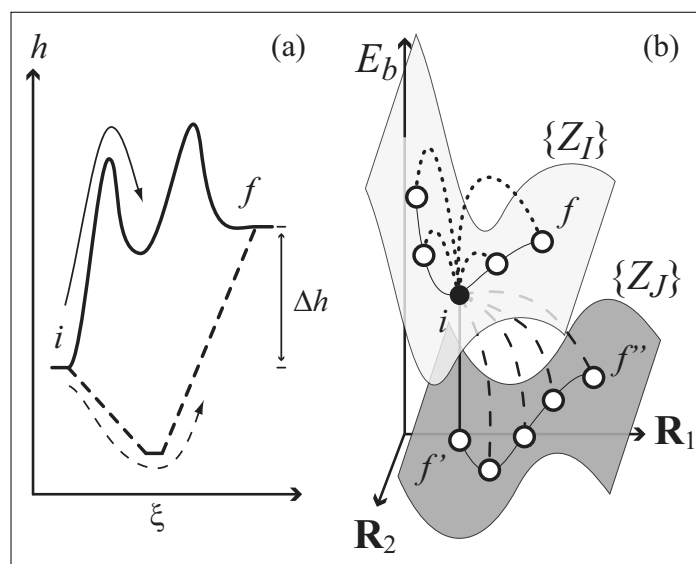 (a)
h
i
f
Δh
ξ
(b)
E_b
{Z_I}
f
i
{Z_J}
f''
f'
R_1
R_2